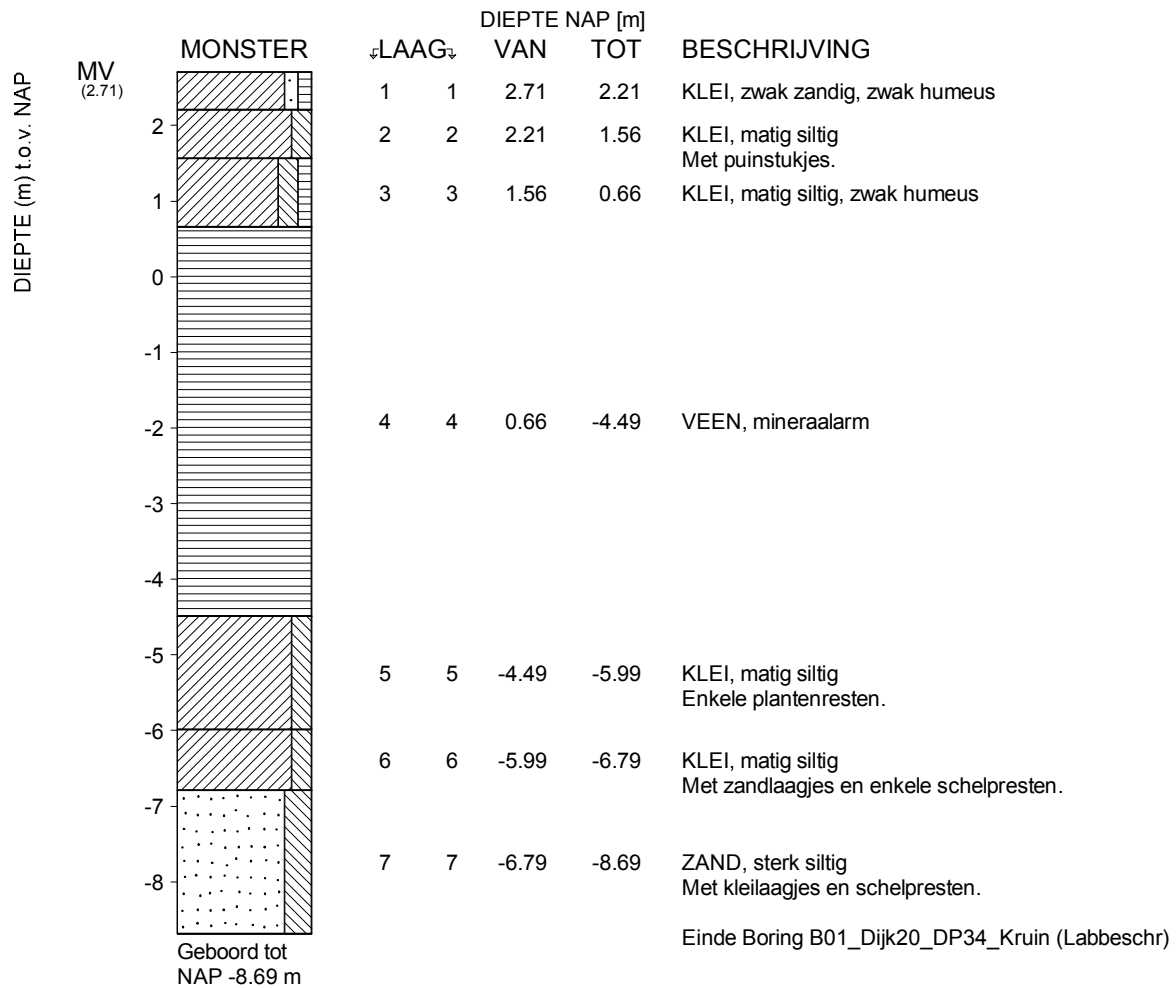 DIEPTE NAP [m]
MONSTER LAAG VAN TOT BESCHRIJVING
DIEPTE (m) t.o.v. NAP
MV
(2.71)
1 1 2.71 2.21 KLEI, zwak zandig, zwak humeus
2
2 2 2.21 1.56 KLEI, matig siltig
Met puinstukjes.
1
3 3 1.56 0.66 KLEI, matig siltig, zwak humeus
0
-1
-2
4 4 0.66 -4.49 VEEN, mineraalarm
-3
-4
-5
5 5 -4.49 -5.99 KLEI, matig siltig
Enkele plantenresten.
-6
6 6 -5.99 -6.79 KLEI, matig siltig
Met zandlaagjes en enkele schelpresten.
-7
7 7 -6.79 -8.69 ZAND, sterk siltig
Met kleilaagjes en schelpresten.
-8
Einde Boring B01_Dijk20_DP34_Kruin (Labbeschr)
Geboord tot
NAP -8.69 m